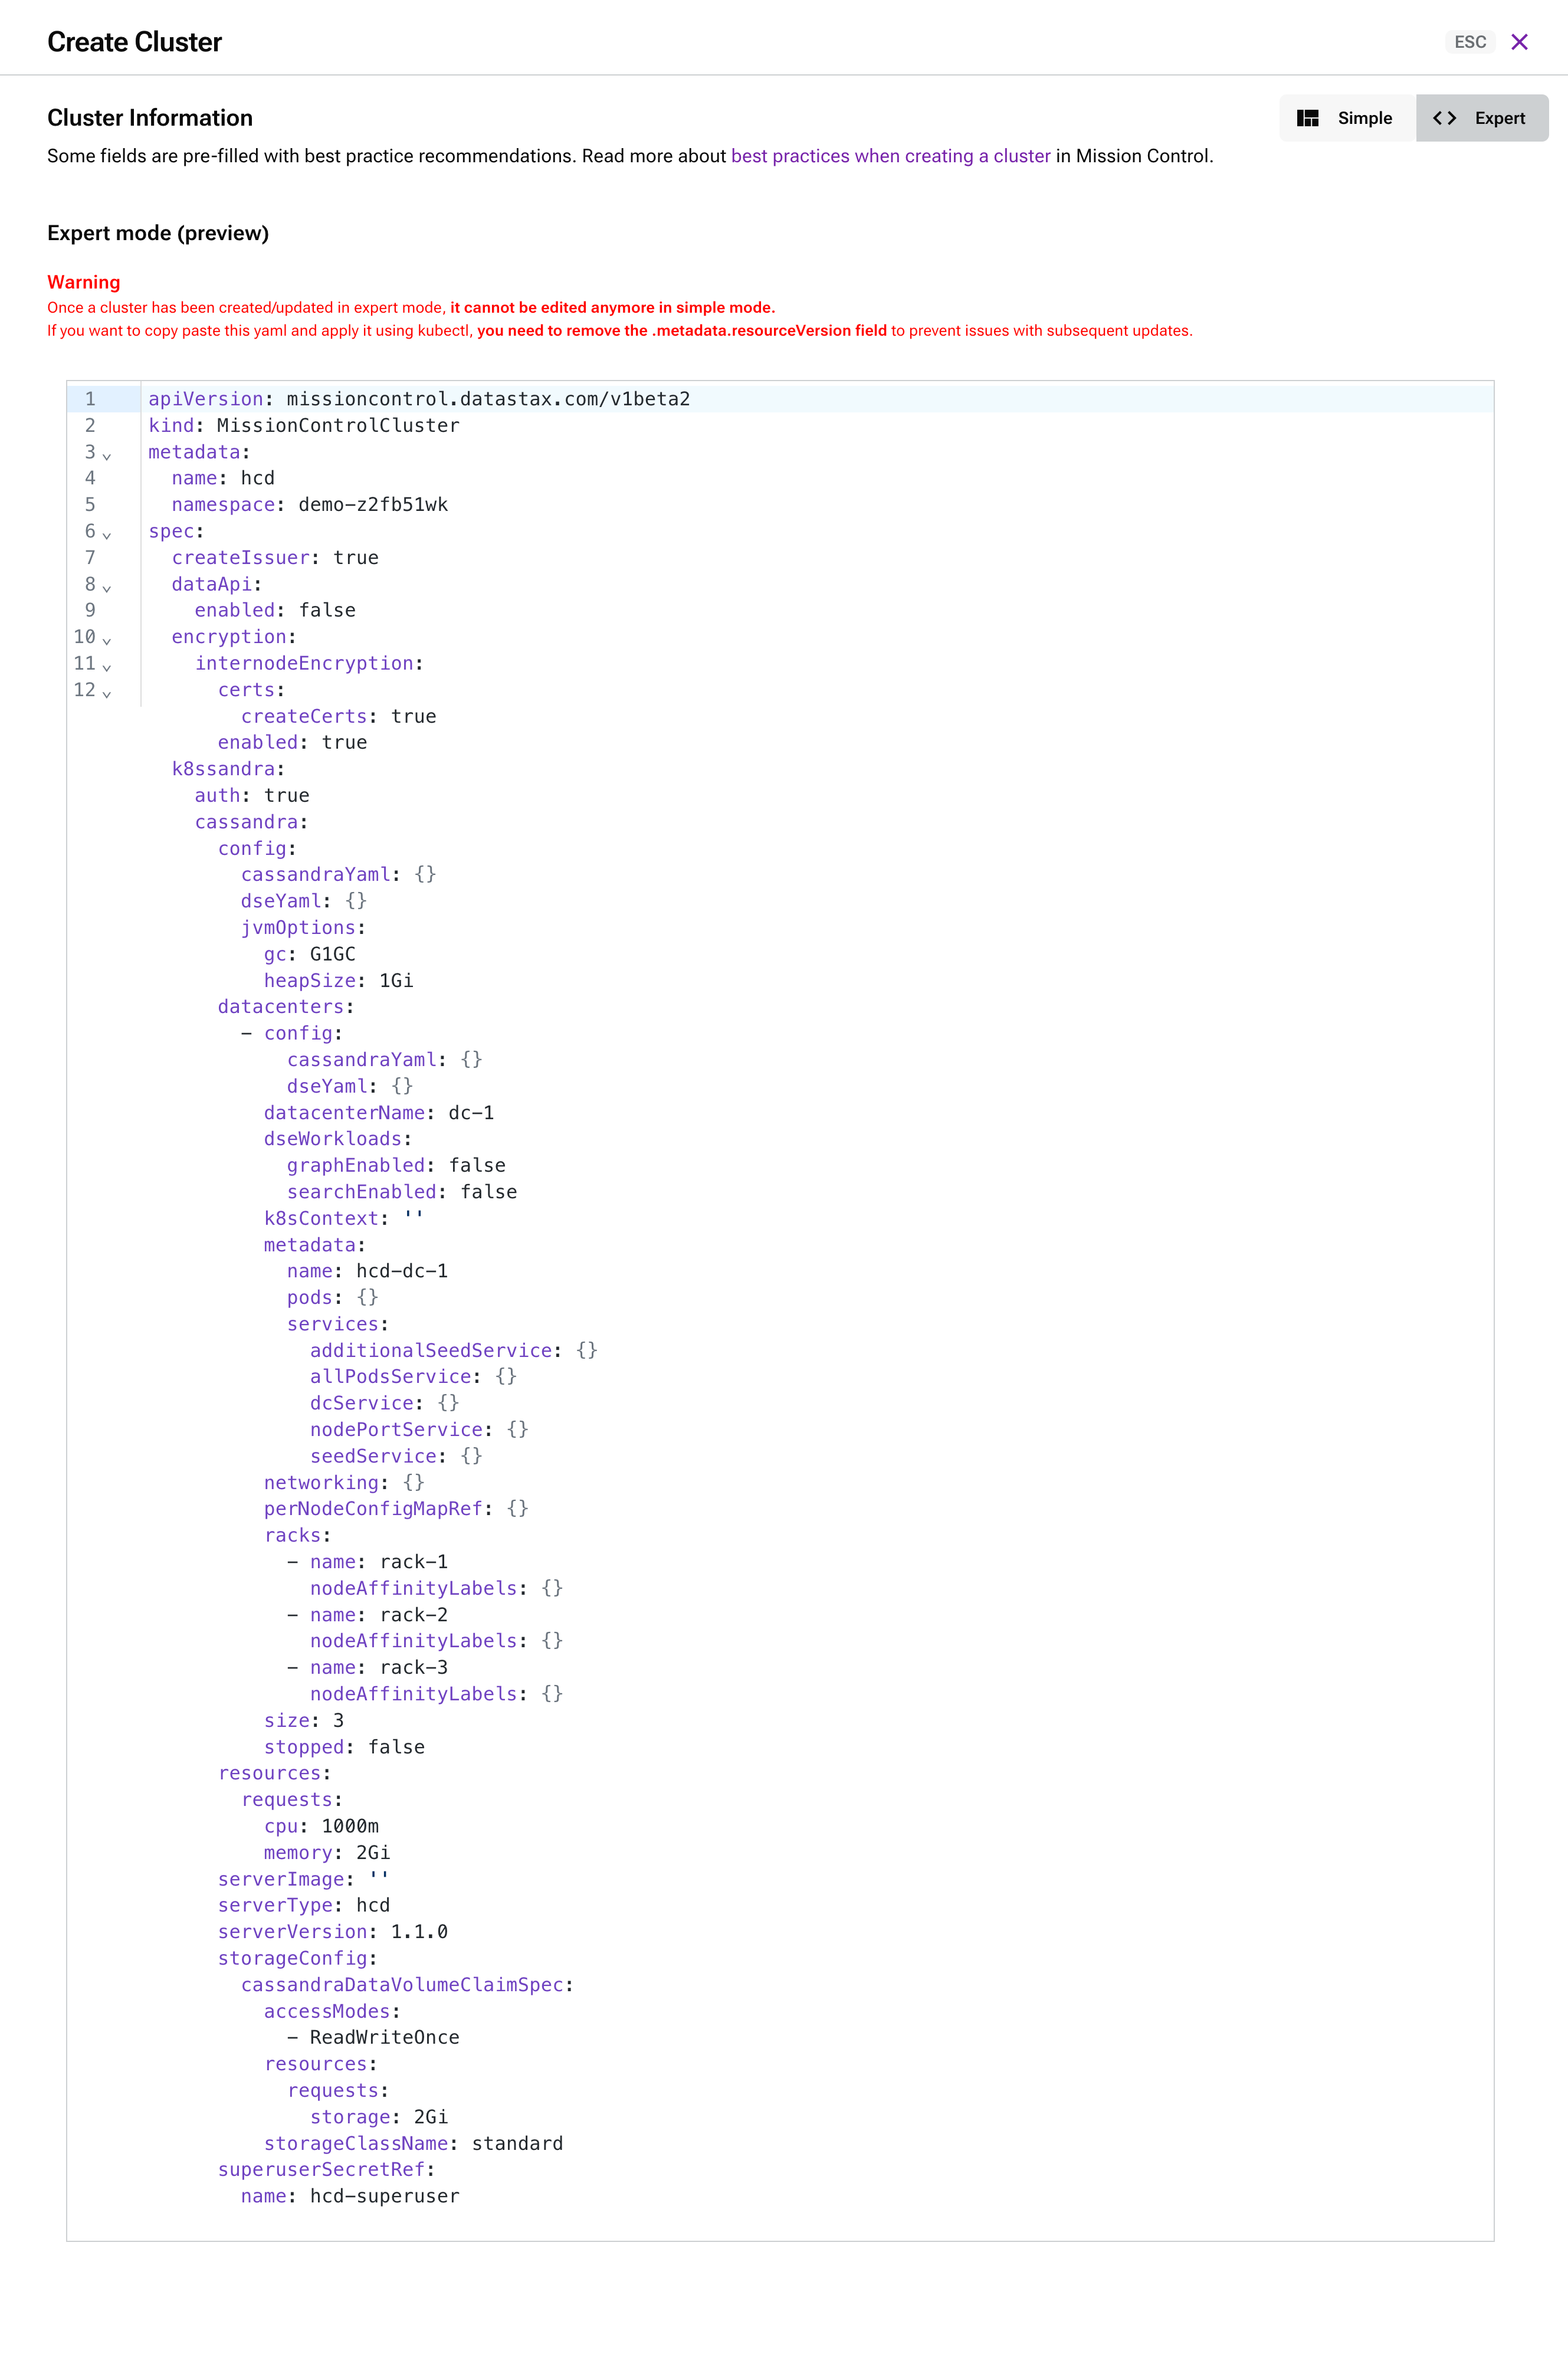 Create Cluster
ESC
Cluster Information
Simple
Expert
Some fields are pre-filled with best practice recommendations. Read more about best practices when creating a cluster in Mission Control.
Expert mode (preview)
Warning
Once a cluster has been created/updated in expert mode, it cannot be edited anymore in simple mode.
If you want to copy paste this yaml and apply it using kubectl, you need to remove the .metadata.resourceVersion field to prevent issues with subsequent updates.
1 apiVersion: missioncontrol.datastax.com/v1beta2
2 kind: MissionControlCluster
3 metadata:
4   name: hcd
5   namespace: demo-z2fb51wk
6 spec:
7   createIssuer: true
8   dataApi:
9     enabled: false
10   encryption:
11     internodeEncryption:
12       certs:
        createCerts: true
      enabled: true
  k8ssandra:
    auth: true
    cassandra:
      config:
        cassandraYaml: {}
        dseYaml: {}
        jvmOptions:
          gc: G1GC
          heapSize: 1Gi
      datacenters:
        - config:
            cassandraYaml: {}
            dseYaml: {}
          datacenterName: dc-1
          dseWorkloads:
            graphEnabled: false
            searchEnabled: false
          k8sContext: ''
          metadata:
            name: hcd-dc-1
            pods: {}
            services:
              additionalSeedService: {}
              allPodsService: {}
              dcService: {}
              nodePortService: {}
              seedService: {}
          networking: {}
          perNodeConfigMapRef: {}
          racks:
            - name: rack-1
              nodeAffinityLabels: {}
            - name: rack-2
              nodeAffinityLabels: {}
            - name: rack-3
              nodeAffinityLabels: {}
          size: 3
          stopped: false
      resources:
        requests:
          cpu: 1000m
          memory: 2Gi
      serverImage: ''
      serverType: hcd
      serverVersion: 1.1.0
      storageConfig:
        cassandraDataVolumeClaimSpec:
          accessModes:
            - ReadWriteOnce
          resources:
            requests:
              storage: 2Gi
          storageClassName: standard
      superuserSecretRef:
        name: hcd-superuser